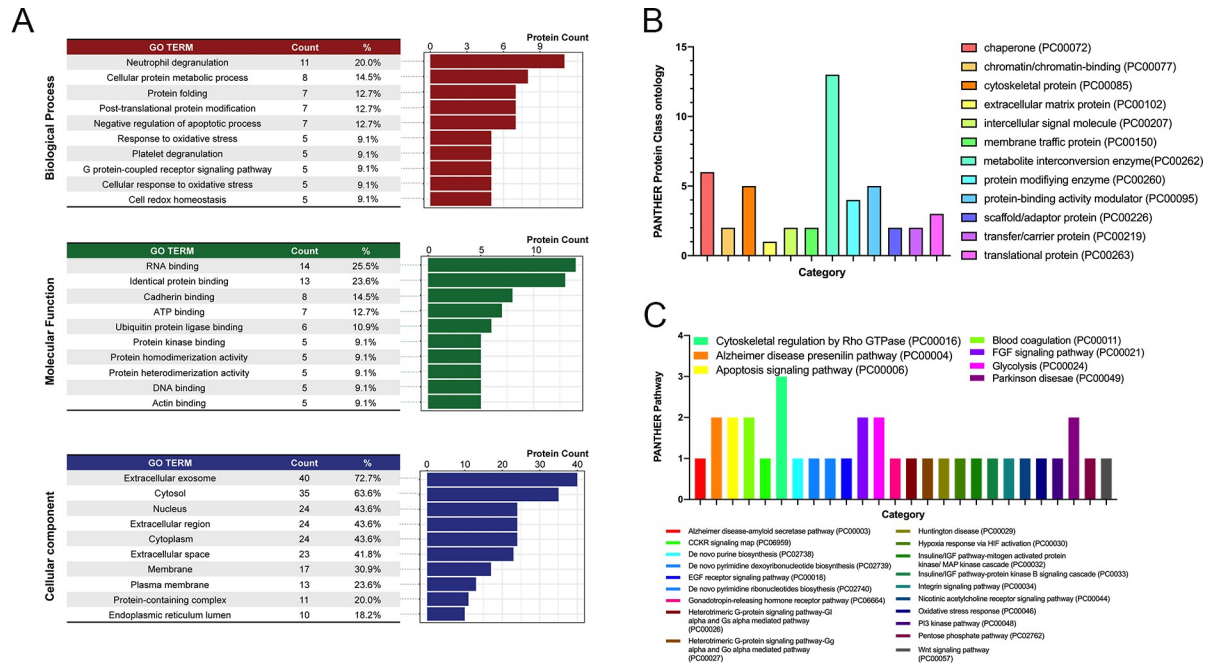 A
Biological Process
GO TERM Count %
Neutrophil degranulation 11 20.0%
Cellular protein metabolic process 8 14.5%
Protein folding 7 12.7%
Post-translational protein modification 7 12.7%
Negative regulation of apoptotic process 7 12.7%
Response to oxidative stress 5 9.1%
Platelet degranulation 5 9.1%
G protein-coupled receptor signaling pathway 5 9.1%
Cellular response to oxidative stress 5 9.1%
Cell redox homeostasis 5 9.1%
Protein Count
0 3 6 9
Molecular Function
GO TERM Count %
RNA binding 14 25.5%
Identical protein binding 13 23.6%
Cadherin binding 8 14.5%
ATP binding 7 12.7%
Ubiquitin protein ligase binding 6 10.9%
Protein kinase binding 5 9.1%
Protein homodimerization activity 5 9.1%
Protein heterodimerization activity 5 9.1%
DNA binding 5 9.1%
Actin binding 5 9.1%
Protein Count
0 5 10
Cellular component
GO TERM Count %
Extracellular exosome 40 72.7%
Cytosol 35 63.6%
Nucleus 24 43.6%
Extracellular region 24 43.6%
Cytoplasm 24 43.6%
Extracellular space 23 41.8%
Membrane 17 30.9%
Plasma membrane 13 23.6%
Protein-containing complex 11 20.0%
Endoplasmic reticulum lumen 10 18.2%
Protein Count
0 10 20 30 40
B
PANTHER Protein Class ontology
15
10
5
0
Category
chaperone (PC00072)
chromatin/chromatin-binding (PC00077)
cytoskeletal protein (PC00085)
extracellular matrix protein (PC00102)
intercellular signal molecule (PC00207)
membrane traffic protein (PC00150)
metabolite interconversion enzyme(PC00262)
protein modifiying enzyme (PC00260)
protein-binding activity modulator (PC00095)
scaffold/adaptor protein (PC00226)
transfer/carrier protein (PC00219)
translational protein (PC00263)
C
PANTHER Pathway
4
3
2
1
0
Category
Cytoskeletal regulation by Rho GTPase (PC00016)
Alzheimer disease presenilin pathway (PC00004)
Apoptosis signaling pathway (PC00006)
Blood coagulation (PC00011)
FGF signaling pathway (PC00021)
Glycolysis (PC00024)
Parkinson disesae (PC00049)
Alzheimer disease-amyloid secretase pathway (PC00003)
CCKR signaling map (PC06959)
De novo purine biosynthesis (PC02738)
De novo pyrimidine dexoyribonucleotide biosynthesis (PC02739)
EGF receptor signaling pathway (PC00018)
De novo pyrimidine ribonucleotides biosythesis (PC02740)
Gonadotropin-releasing hormone receptor pathway (PC06664)
Heterotrimeric G-protein signaling pathway-GI
alpha and Gs alpha mediated pathway
(PC00026)
Heterotrimeric G-protein signaling pathway-Gg
alpha and Go alpha mediated pathway
(PC00027)
Huntington disease (PC00029)
Hypoxia response via HIF activation (PC00030)
Insuline/IGF pathway-mitogen activated protein
kinase/ MAP kinase cascade (PC00032)
Insuline/IGF pathway-protein kinase B signaling cascade (PC0033)
Integrin signaling pathway (PC00034)
Nicotinic acetylcholine receptor signaling pathway (PC00044)
Oxidative stress response (PC00046)
PI3 kinase pathway (PC00048)
Pentose phosphate pathway (PC02762)
Wnt signaling pathway
(PC00057)